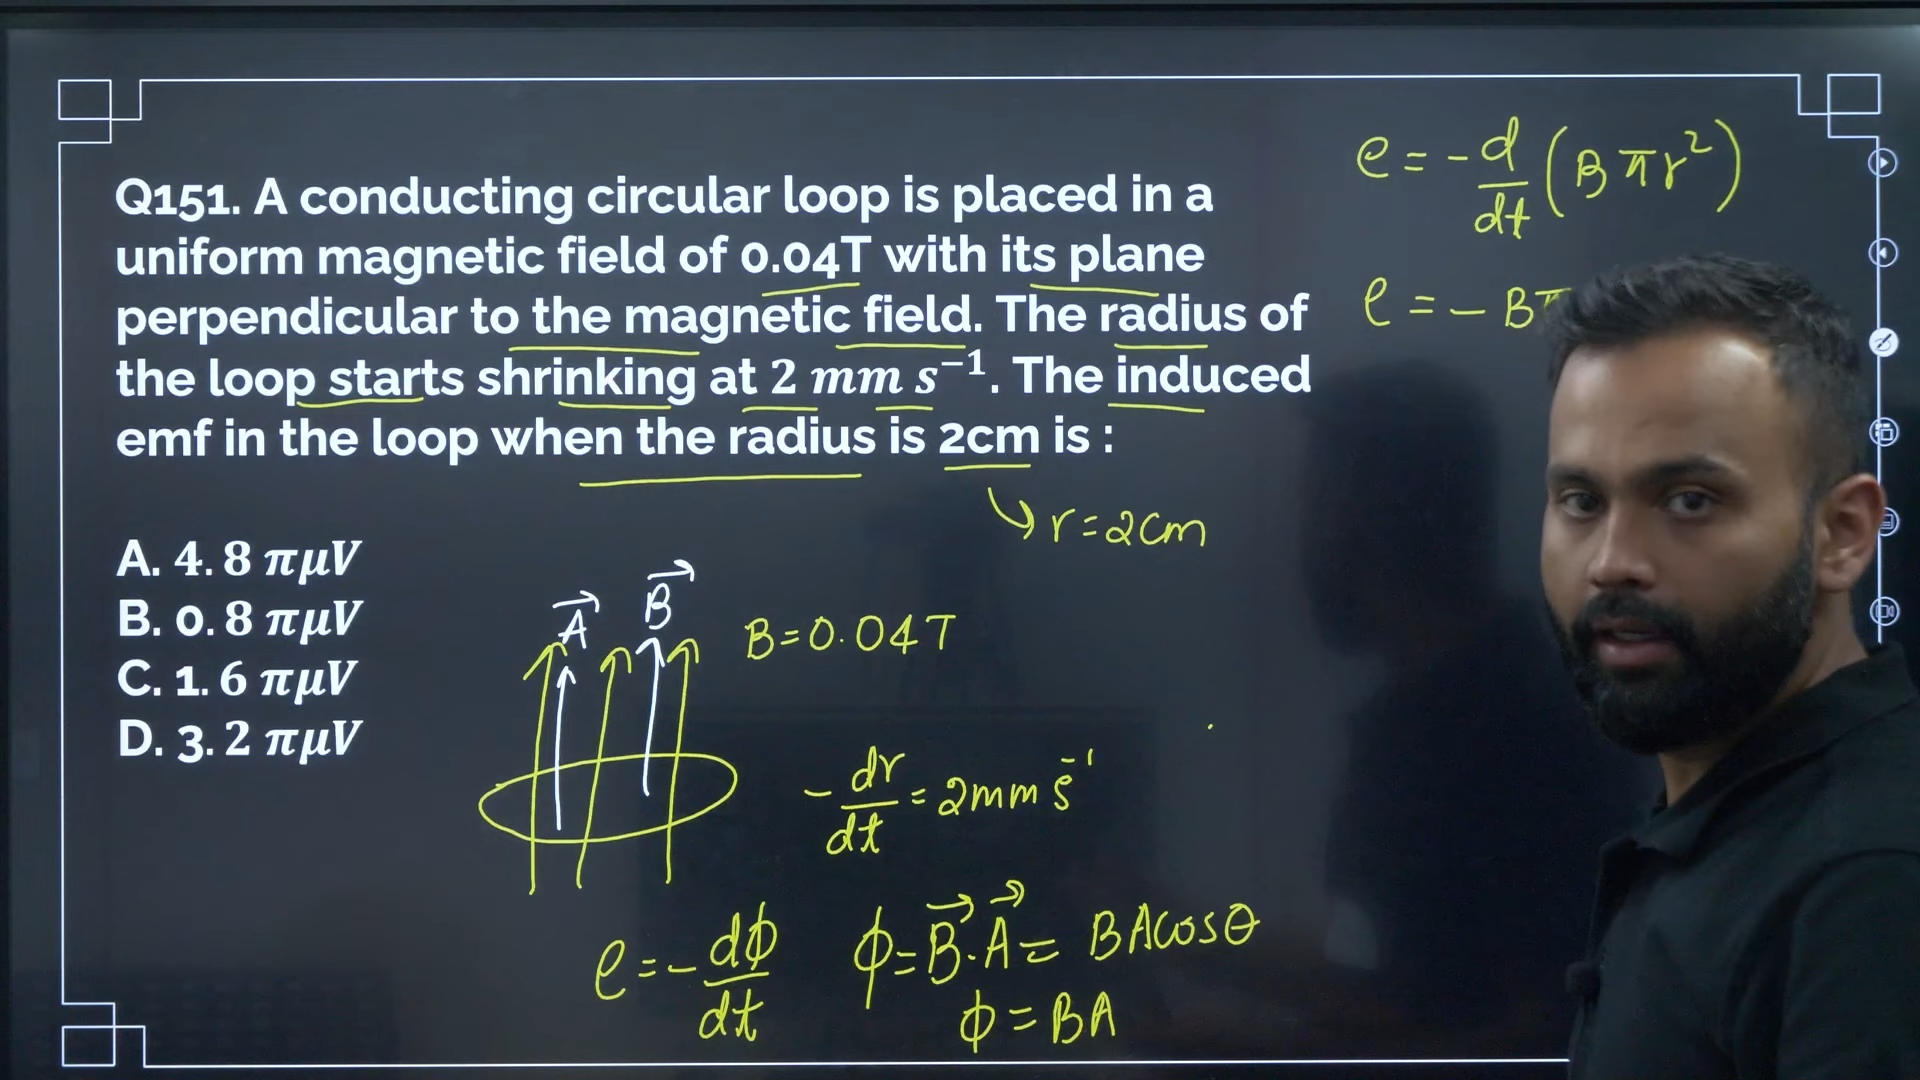 Q151. A conducting circular loop is placed in a
uniform magnetic field of 0.04T with its plane
perpendicular to the magnetic field. The radius of
the loop starts shrinking at 2 mm s⁻¹. The induced
emf in the loop when the radius is 2cm is :
A. 4.8 πμV
B. 0.8 πμV
C. 1.6 πμV
D. 3.2 πμV
r=2cm
A⃗ B⃗
B=0.04T
-dr/dt = 2mm s⁻¹
e=-dϕ/dt ϕ=B⃗.A⃗= BAcosθ
ϕ=BA
e=-d/dt(Bπr²)
e=-Bπ